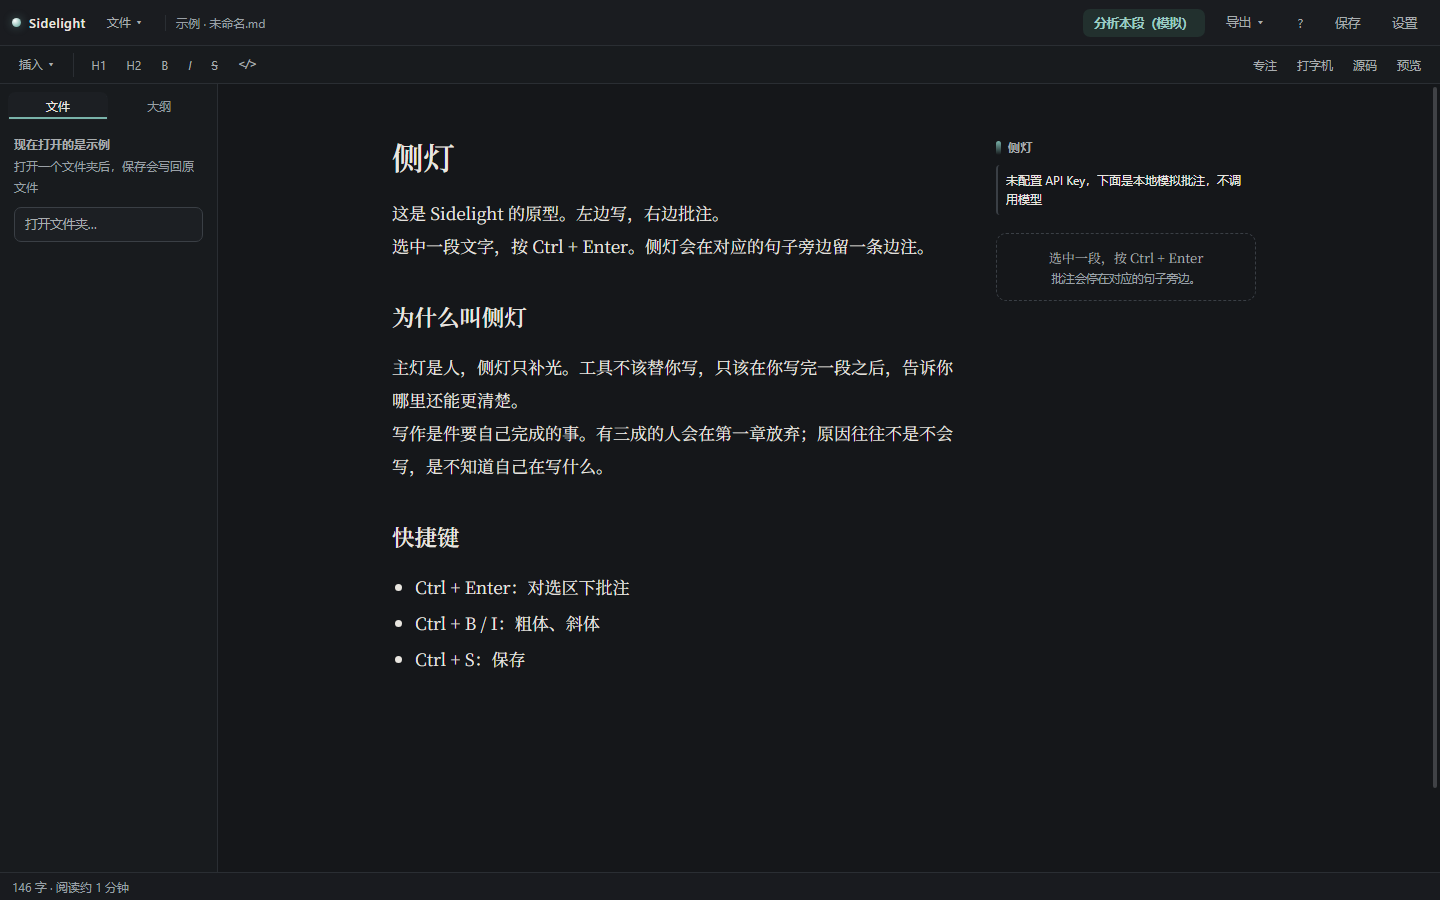 Sidelight 文件 示例 · 未命名.md 分析本段（模拟） 导出 ? 保存 设置
插入 H1 H2 B I S </> 专注 打字机 源码 预览
文件 大纲
现在打开的是示例
打开一个文件夹后，保存会写回原
文件
打开文件夹...
侧灯
这是 Sidelight 的原型。左边写，右边批注。
选中一段文字，按 Ctrl + Enter。侧灯会在对应的句子旁边留一条边注。
为什么叫侧灯
主灯是人，侧灯只补光。工具不该替你写，只该在你写完一段之后，告诉你
哪里还能更清楚。
写作是件要自己完成的事。有三成的人会在第一章放弃；原因往往不是不会
写，是不知道自己在写什么。
快捷键
Ctrl + Enter：对选区下批注
Ctrl + B / I：粗体、斜体
Ctrl + S：保存
侧灯
未配置 API Key，下面是本地模拟批注，不调
用模型
选中一段，按 Ctrl + Enter
批注会停在对应的句子旁边。
146 字 · 阅读约 1 分钟